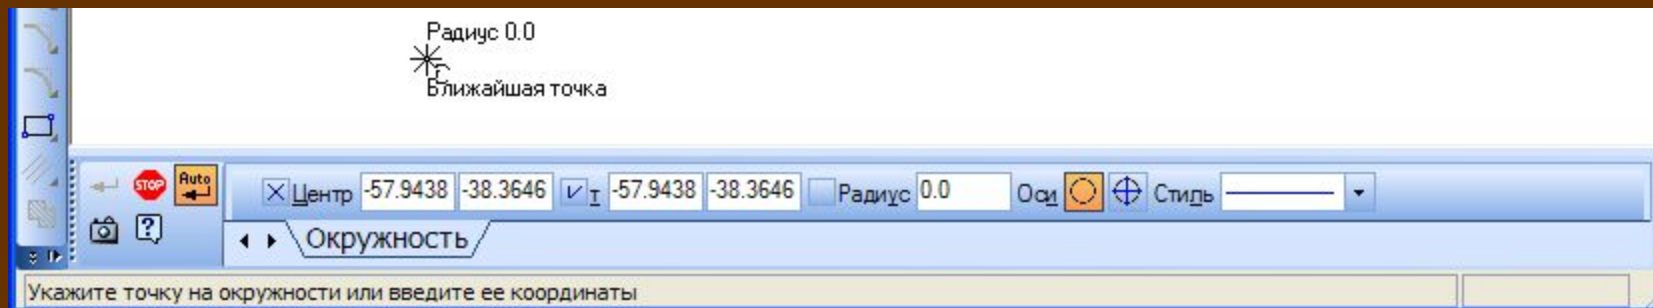 Радиус 0.0
Ближайшая точка
STOP Auto Центр -57.9438 -38.3646 т -57.9438 -38.3646 Радиус 0.0 Оси Стиль
Окружность
Укажите точку на окружности или введите ее координаты